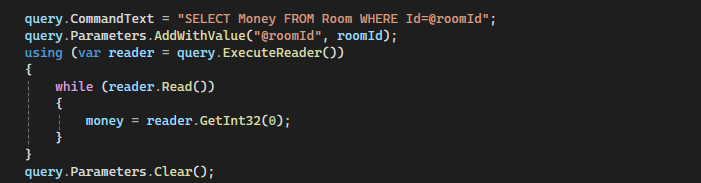 query.CommandText = "SELECT Money FROM Room WHERE Id=@roomId";
query.Parameters.AddWithValue("@roomId", roomId);
using (var reader = query.ExecuteReader())
{
    while (reader.Read())
    {
        money = reader.GetInt32(0);
    }
}
query.Parameters.Clear();